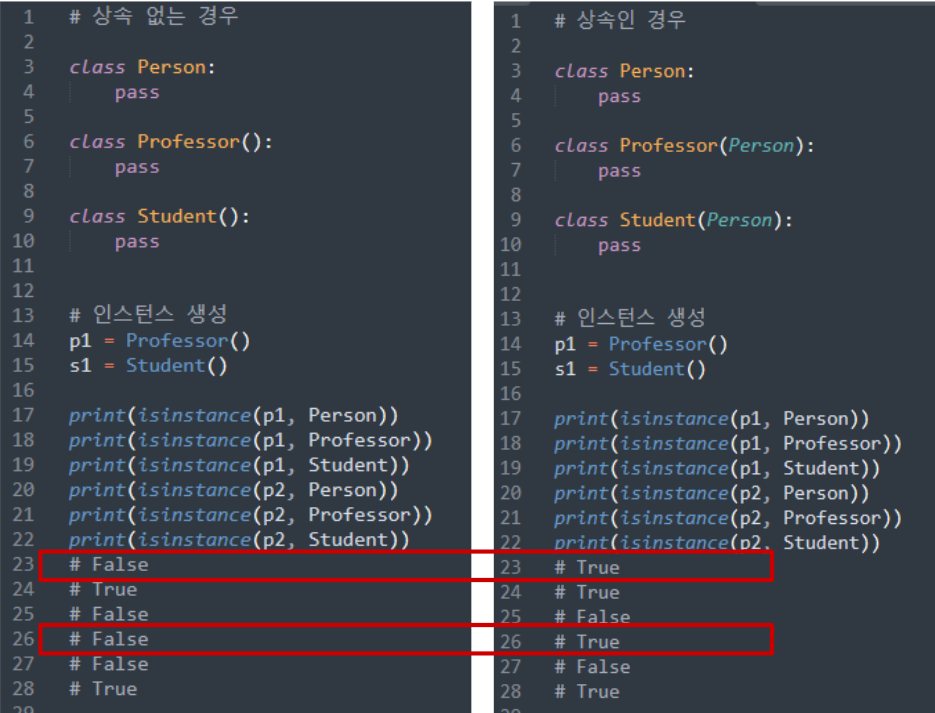 1 # 상속 없는 경우
2
3 class Person:
4 pass
5
6 class Professor():
7 pass
8
9 class Student():
10 pass
11
12
13 # 인스턴스 생성
14 p1 = Professor()
15 s1 = Student()
16
17 print(isinstance(p1, Person))
18 print(isinstance(p1, Professor))
19 print(isinstance(p1, Student))
20 print(isinstance(p2, Person))
21 print(isinstance(p2, Professor))
22 print(isinstance(p2, Student))
23 # False
24 # True
25 # False
26 # False
27 # False
28 # True
29
1 # 상속인 경우
2
3 class Person:
4 pass
5
6 class Professor(Person):
7 pass
8
9 class Student(Person):
10 pass
11
12
13 # 인스턴스 생성
14 p1 = Professor()
15 s1 = Student()
16
17 print(isinstance(p1, Person))
18 print(isinstance(p1, Professor))
19 print(isinstance(p1, Student))
20 print(isinstance(p2, Person))
21 print(isinstance(p2, Professor))
22 print(isinstance(p2, Student))
23 # True
24 # True
25 # False
26 # True
27 # False
28 # True